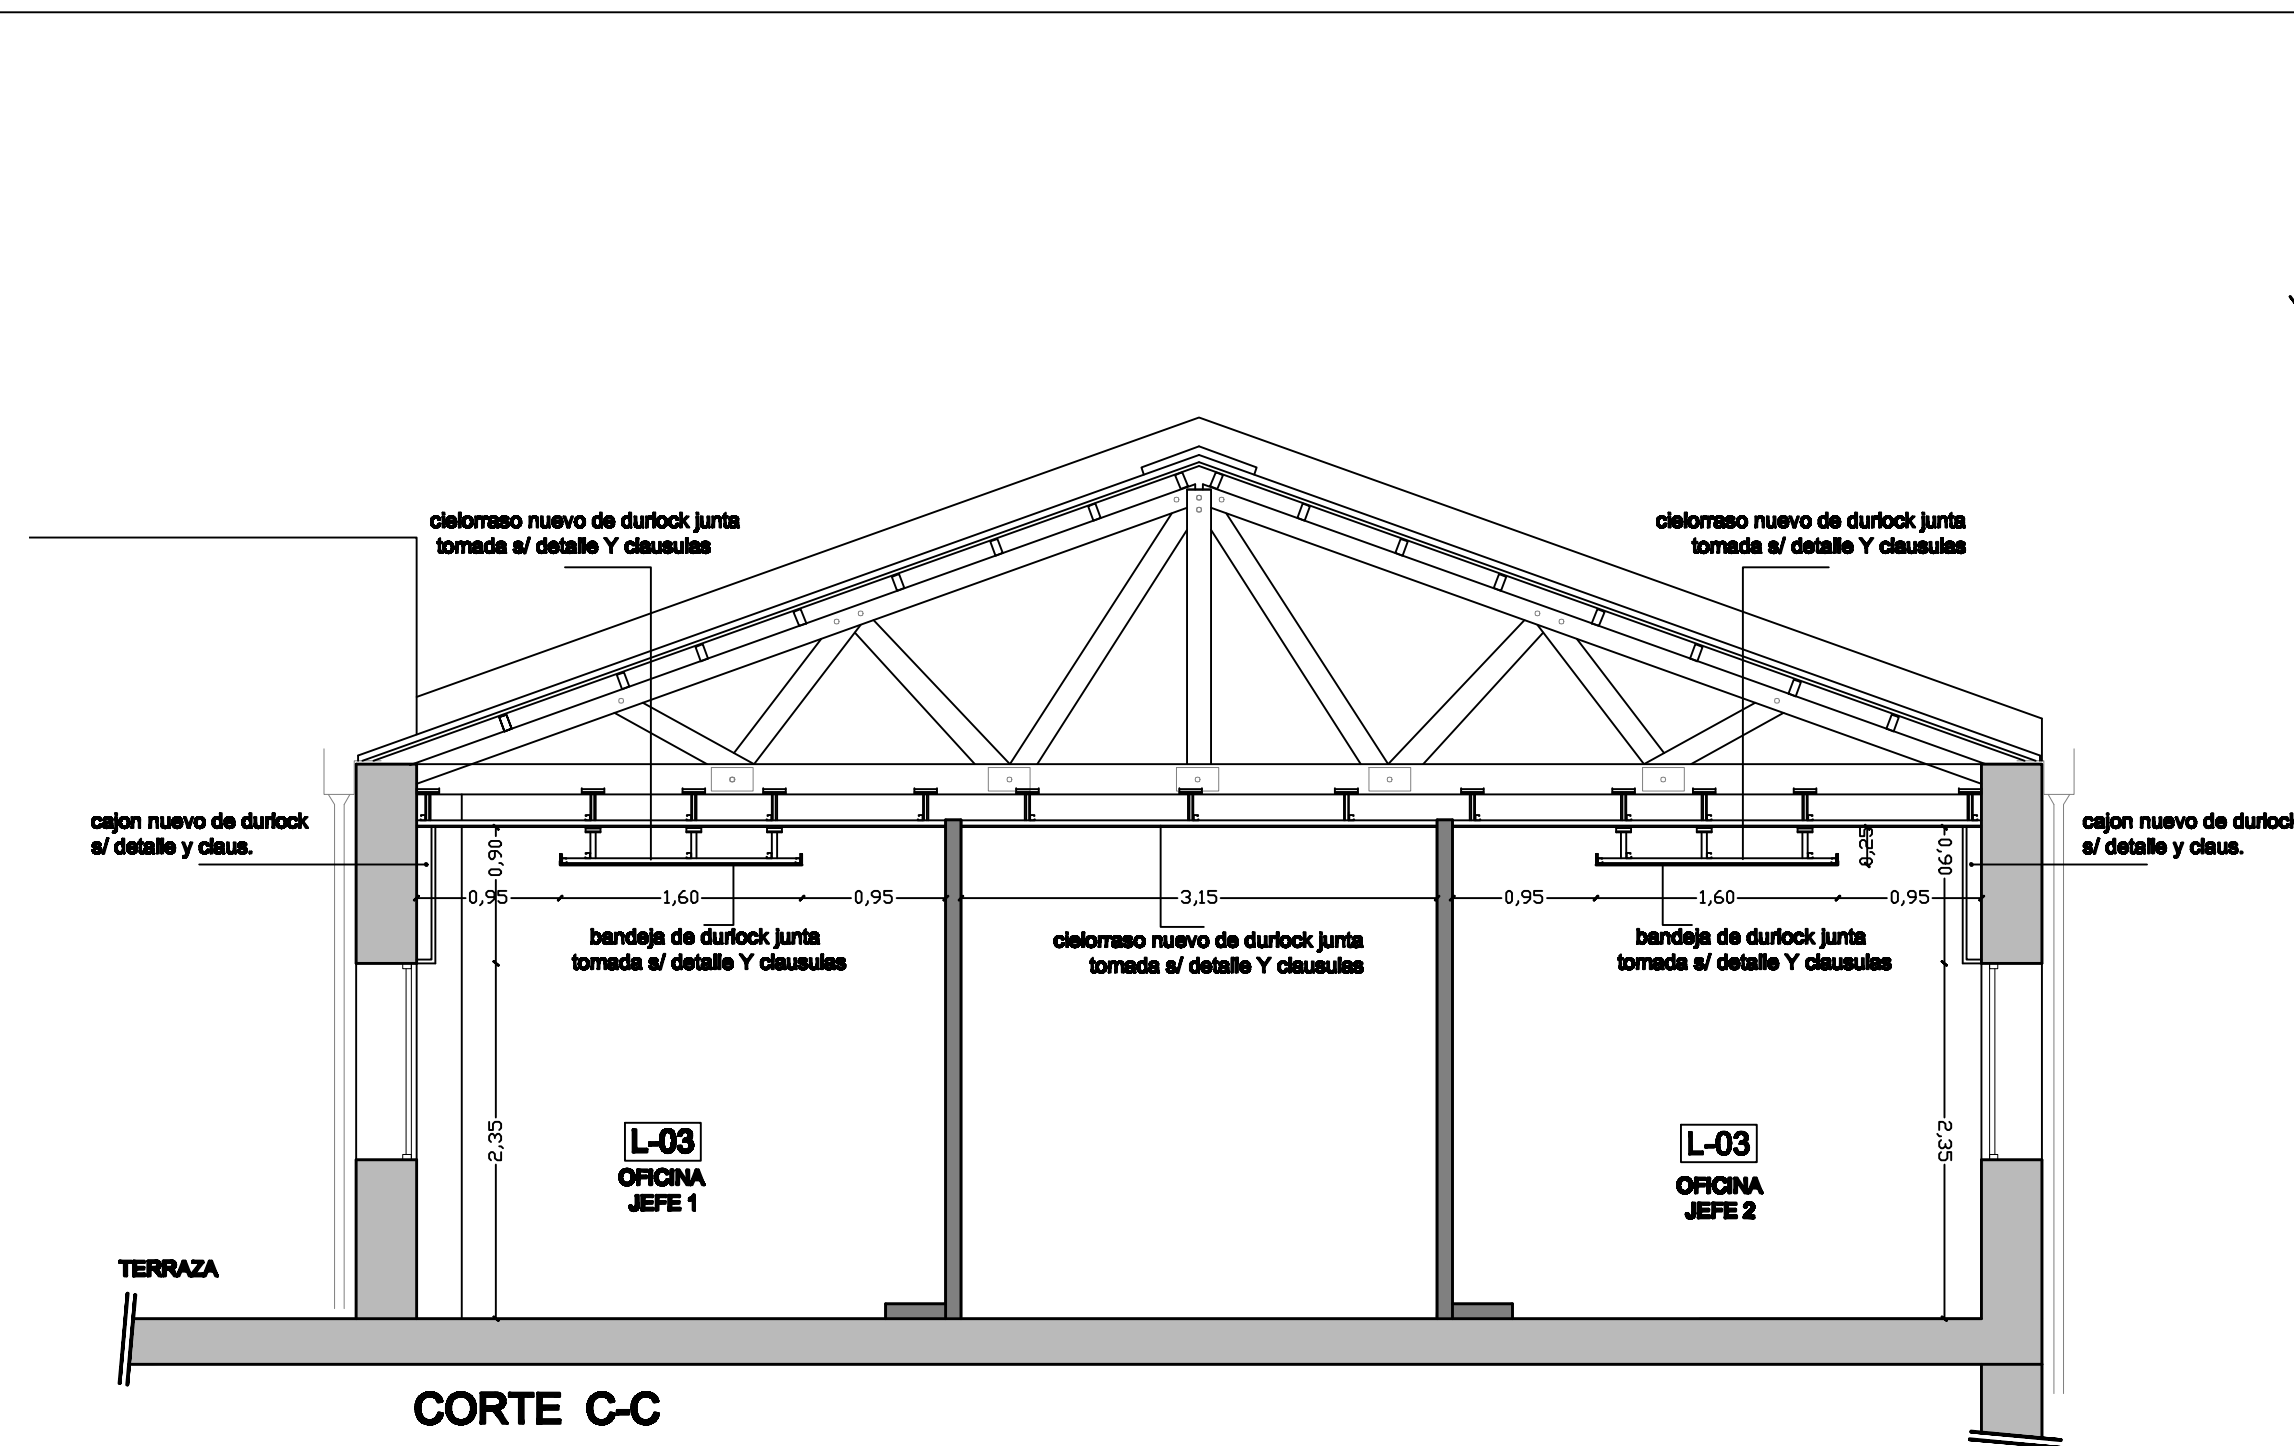 cielorraso nuevo de durlock junta
tomada s/ detalle Y clausulas
cielorraso nuevo de durlock junta
tomada s/ detalle Y clausulas
cajon nuevo de durlock
s/ detalle y claus.
cajon nuevo de durlock
s/ detalle y claus.
0,90
0,25
0,90
0,95
1,60
0,95
3,15
0,95
1,60
0,95
bandeja de durlock junta
tomada s/ detalle Y clausulas
cielorraso nuevo de durlock junta
tomada s/ detalle Y clausulas
bandeja de durlock junta
tomada s/ detalle Y clausulas
2,35
2,35
L-03
OFICINA
JEFE 1
L-03
OFICINA
JEFE 2
TERRAZA
CORTE C-C